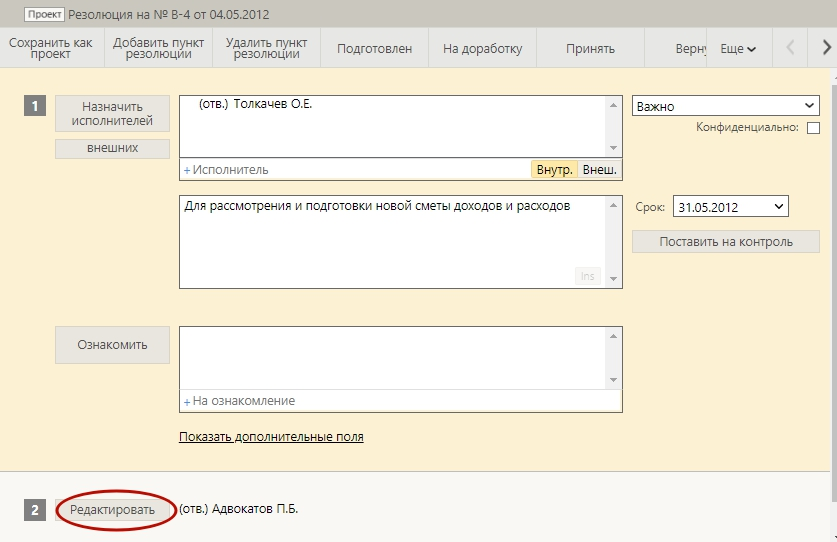 Проект Резолюция на № В-4 от 04.05.2012
Сохранить как проект
Добавить пункт резолюции
Удалить пункт резолюции
Подготовлен
На доработку
Принять
Верну
Еще
1
Назначить исполнителей
внешних
(отв.) Толкачев О.Е.
+ Исполнитель
Внутр. Внеш.
Важно
Конфиденциально:
Для рассмотрения и подготовки новой сметы доходов и расходов
Ins
Срок: 31.05.2012
Поставить на контроль
Ознакомить
+ На ознакомление
Показать дополнительные поля
2 Редактировать (отв.) Адвокатов П.Б.